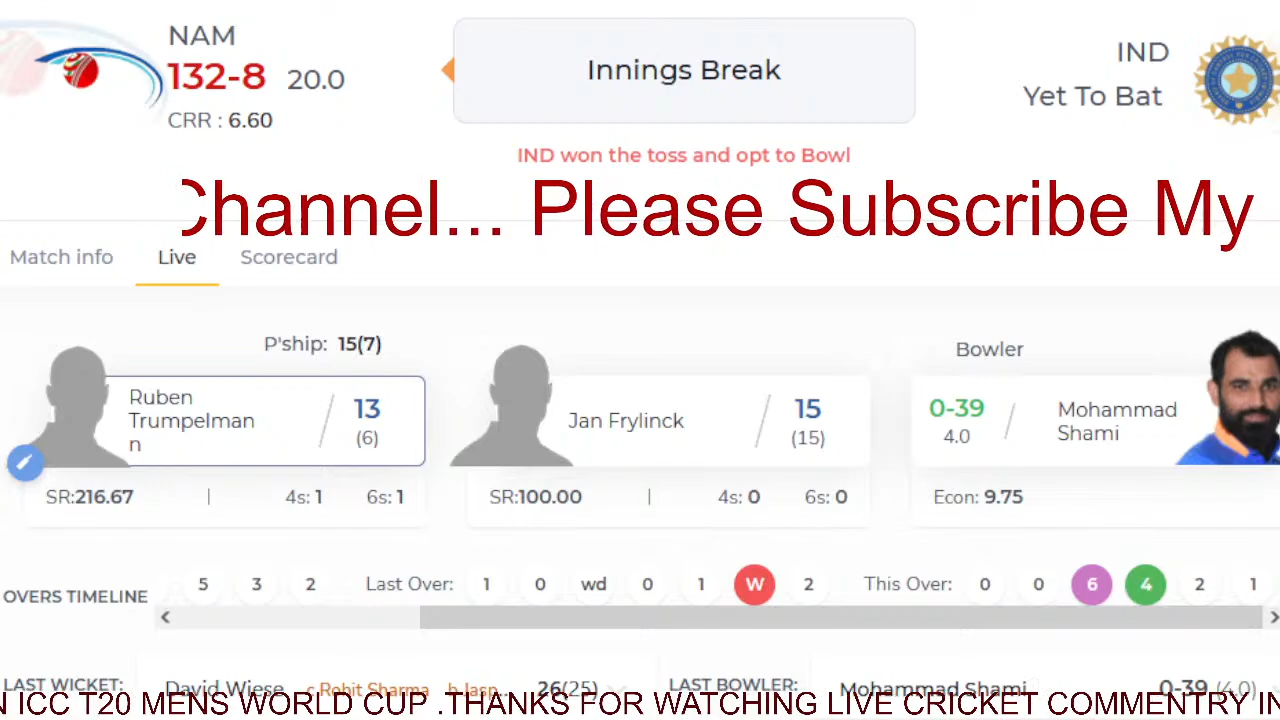 NAM
132-8 20.0
CRR : 6.60
Innings Break
IND
Yet To Bat
IND won the toss and opt to Bowl
Channel... Please Subscribe My
Match info Live Scorecard
P'ship: 15(7)
Bowler
Ruben
Trumpelman
n
13
(6)
Jan Frylinck
15
(15)
0-39
4.0
Mohammad
Shami
SR:216.67 | 4s: 1 6s: 1
SR:100.00 | 4s: 0 6s: 0
Econ: 9.75
OVERS TIMELINE 5 3 2 Last Over: 1 0 wd 0 1 W 2 This Over: 0 0 6 4 2 1
LAST WICKET: David Wiese c Rohit Sharma b Jasp... 26(25) LAST BOWLER: Mohammad Shami 0-39 (4.0)
N ICC T20 MENS WORLD CUP .THANKS FOR WATCHING LIVE CRICKET COMMENTRY IN